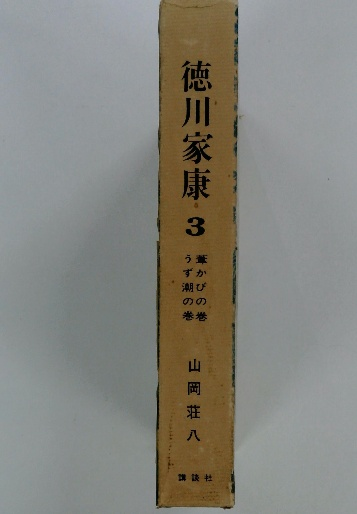 徳川家康
3
葦かびの巻
うず潮の巻
山岡荘八
講談社